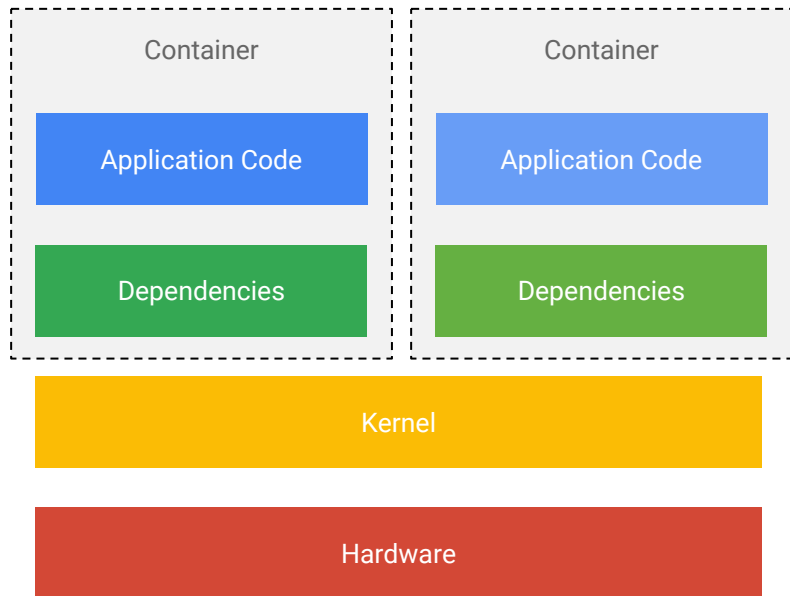 Container
Application Code
Dependencies
Container
Application Code
Dependencies
Kernel
Hardware